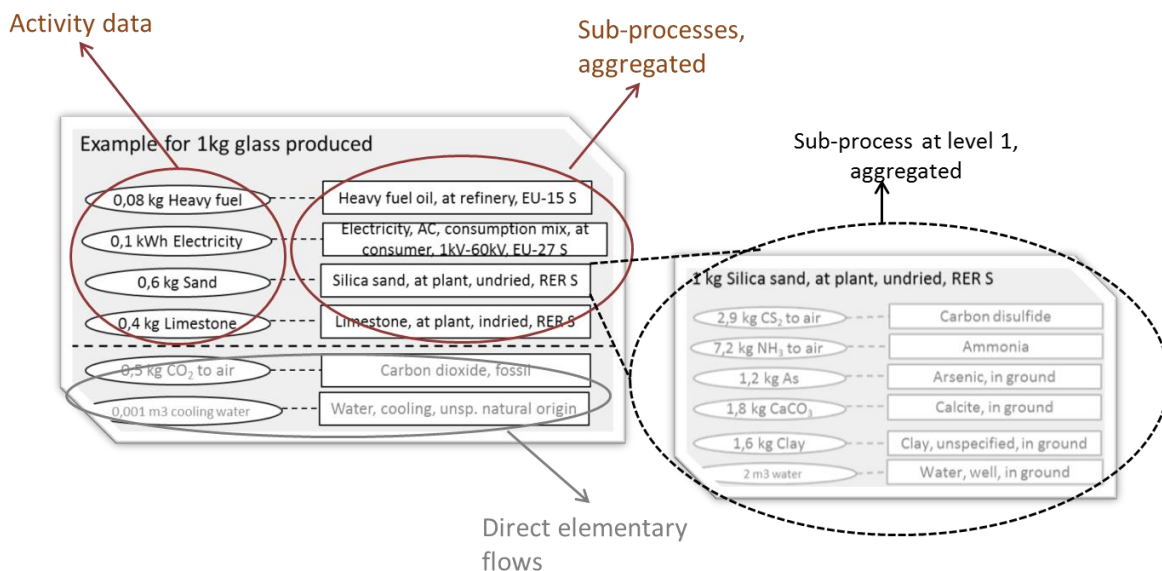 Activity data
Sub-processes,
aggregated
Example for 1kg glass produced
0,08 kg Heavy fuel
Heavy fuel oil, at refinery, EU-15 S
0,1 kWh Electricity
Electricity, AC, consumption mix, at
consumer, 1kV-60kV, EU-27 S
0,6 kg Sand
Silica sand, at plant, undried, RER S
0,4 kg Limestone
Limestone, at plant, indried, RER S
0,5 kg CO₂ to air
Carbon dioxide, fossil
0,001 m3 cooling water
Water, cooling, unsp. natural origin
Direct elementary
flows
Sub-process at level 1,
aggregated
1 kg Silica sand, at plant, undried, RER S
2,9 kg CS₂ to air
Carbon disulfide
7,2 kg NH₃ to air
Ammonia
1,2 kg As
Arsenic, in ground
1,8 kg CaCO₃
Calcite, in ground
1,6 kg Clay
Clay, unspecified, in ground
2 m3 water
Water, well, in ground